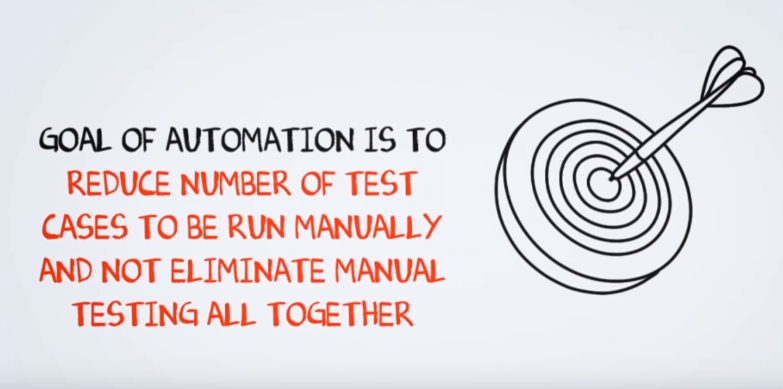 GOAL OF AUTOMATION IS TO
REDUCE NUMBER OF TEST
CASES TO BE RUN MANUALLY
AND NOT ELIMINATE MANUAL
TESTING ALL TOGETHER